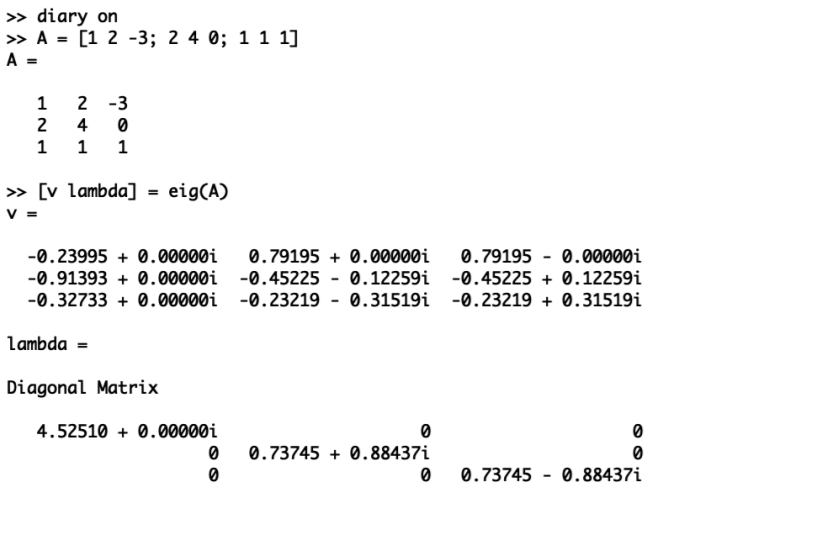 >> diary on
>> A = [1 2 -3; 2 4 0; 1 1 1]
A =
1 2 -3
2 4 0
1 1 1
>> [v lambda] = eig(A)
v =
-0.23995 + 0.00000i 0.79195 + 0.00000i 0.79195 - 0.00000i
-0.91393 + 0.00000i -0.45225 - 0.12259i -0.45225 + 0.12259i
-0.32733 + 0.00000i -0.23219 - 0.31519i -0.23219 + 0.31519i
lambda =
Diagonal Matrix
4.52510 + 0.00000i 0 0
0 0.73745 + 0.88437i 0
0 0 0.73745 - 0.88437i